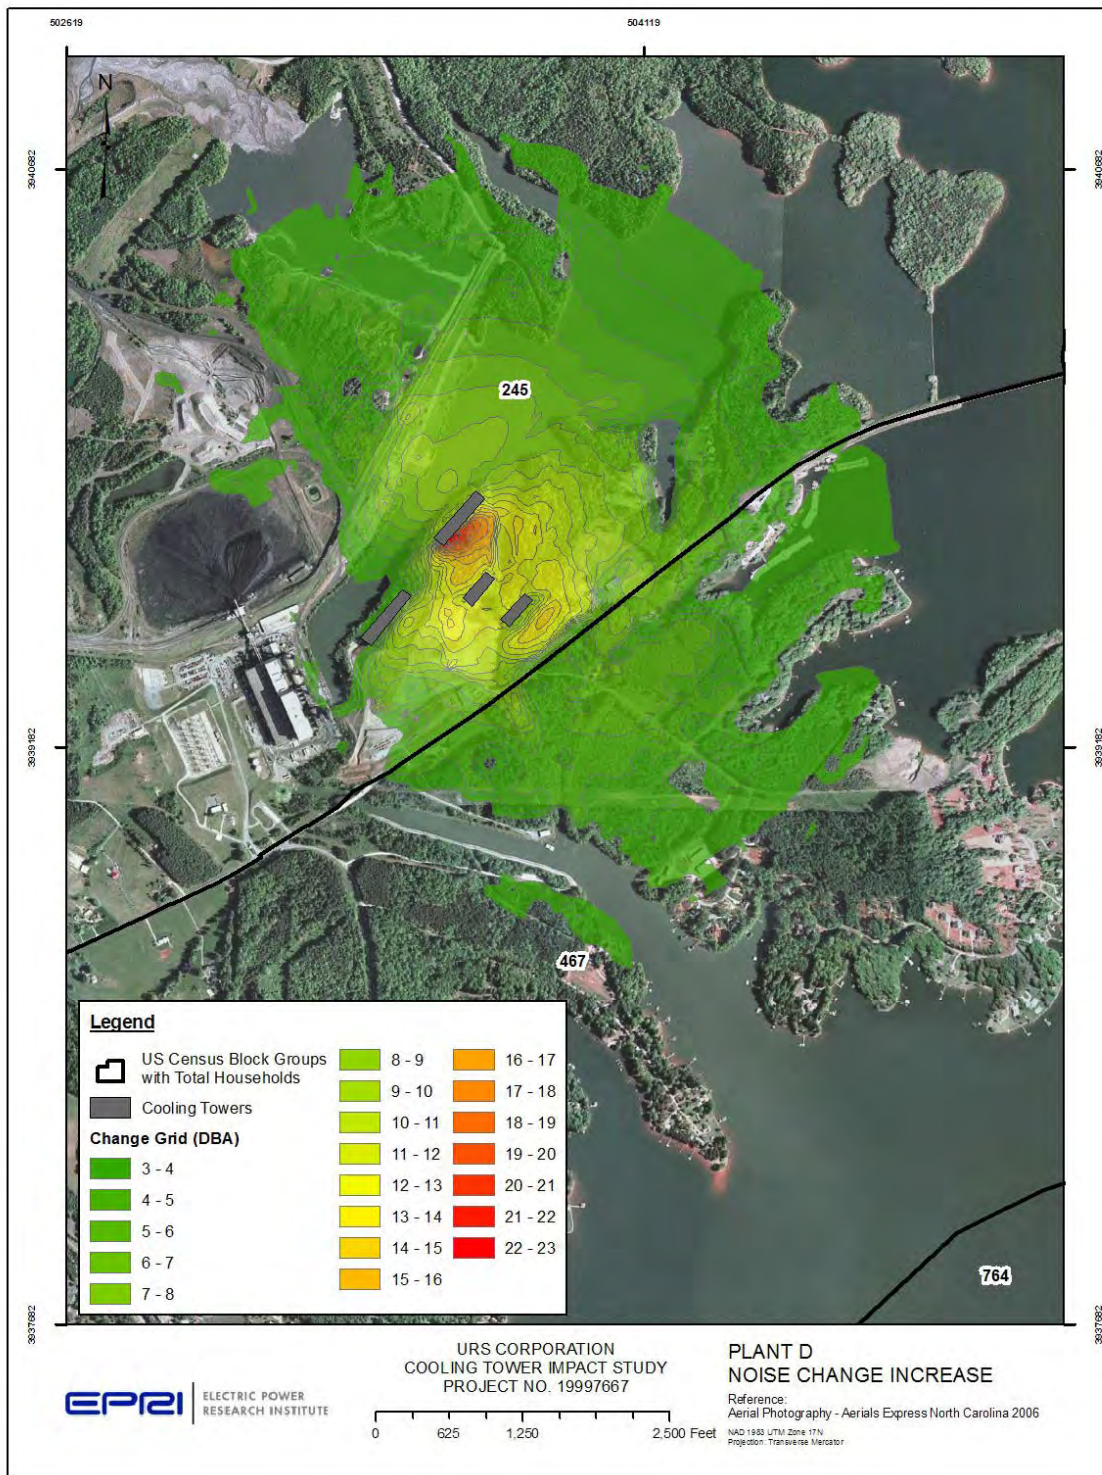 502619
504119
3940682
3940682
N
245
3939182
3939182
467
Legend
US Census Block Groups
with Total Households
Cooling Towers
Change Grid (DBA)
3 - 4
4 - 5
5 - 6
6 - 7
7 - 8
8 - 9
9 - 10
10 - 11
11 - 12
12 - 13
13 - 14
14 - 15
15 - 16
16 - 17
17 - 18
18 - 19
19 - 20
20 - 21
21 - 22
22 - 23
764
3937682
3937682
EPRI
ELECTRIC POWER
RESEARCH INSTITUTE
URS CORPORATION
COOLING TOWER IMPACT STUDY
PROJECT NO. 19997667
0 625 1,250 2,500 Feet
PLANT D
NOISE CHANGE INCREASE
Reference:
Aerial Photography - Aerials Express North Carolina 2006
NAD 1983 UTM Zone 17N
Projection: Transverse Mercator